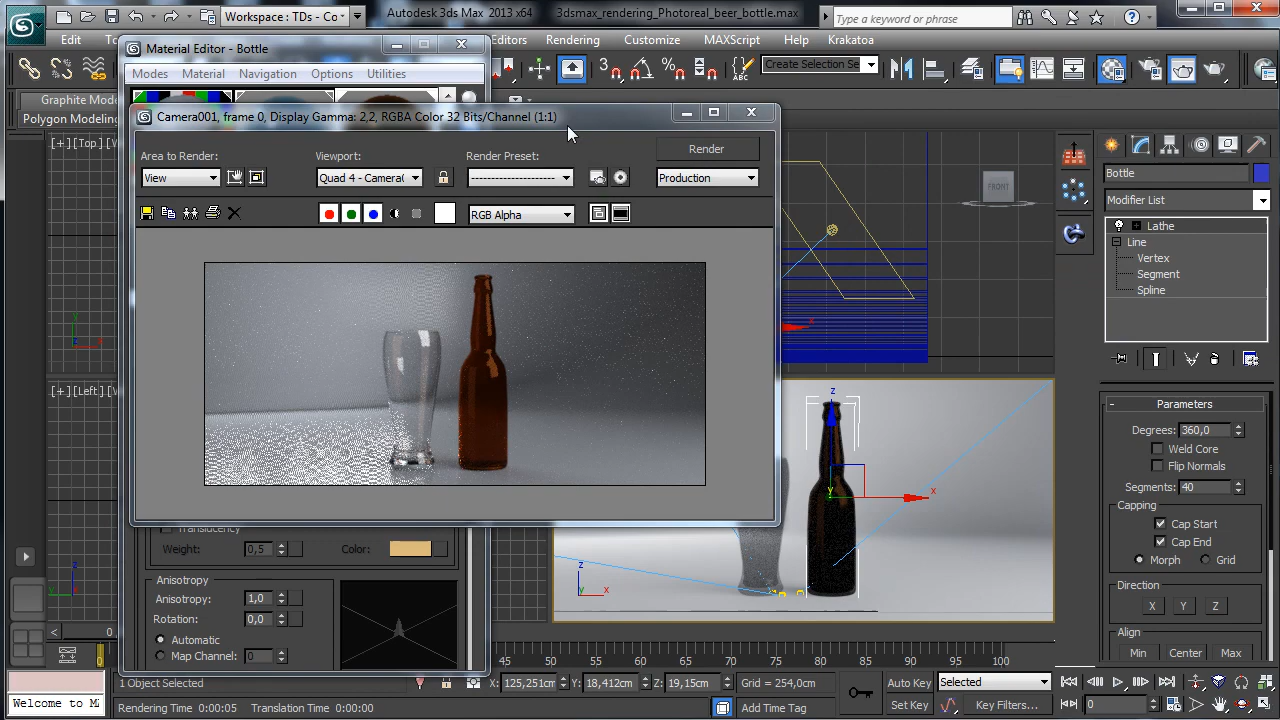 Workspace : TDs - Co
Autodesk 3ds Max 2013 x64
3dsmax_rendering_Photoreal_beer_bottle.max
Type a keyword or phrase
Edit
Editors
Rendering
Customize
MAXScript
Help
Krakatoa
Material Editor - Bottle
Modes
Material
Navigation
Options
Utilities
Create Selection Se
Graphite Mode
Polygon Modeling
Camera001, frame 0, Display Gamma: 2,2, RGBA Color 32 Bits/Channel (1:1)
Area to Render:
Viewport:
Render Preset:
Render
View
Quad 4 - Camera0
Production
RGB Alpha
[+][Top][W
[+][Left][W
FRONT
Bottle
Modifier List
Lathe
Line
Vertex
Segment
Spline
Parameters
Degrees: 360,0
Weld Core
Flip Normals
Segments: 40
Capping
Cap Start
Cap End
Morph
Grid
Direction
X Y Z
Align
Min Center Max
Translucency
Weight: 0,5
Color:
Anisotropy
Anisotropy: 1,0
Rotation: 0,0
Automatic
Map Channel: 0
45 50 55 60 65 70 75 80 85 90 95 100
1 Object Selected
X: 125,251cm
Y: 18,412cm
Z: 19,15cm
Grid = 254,0cm
Auto Key
Selected
Welcome to MA
Rendering Time 0:00:05
Translation Time 0:00:00
Add Time Tag
Set Key
Key Filters...
0